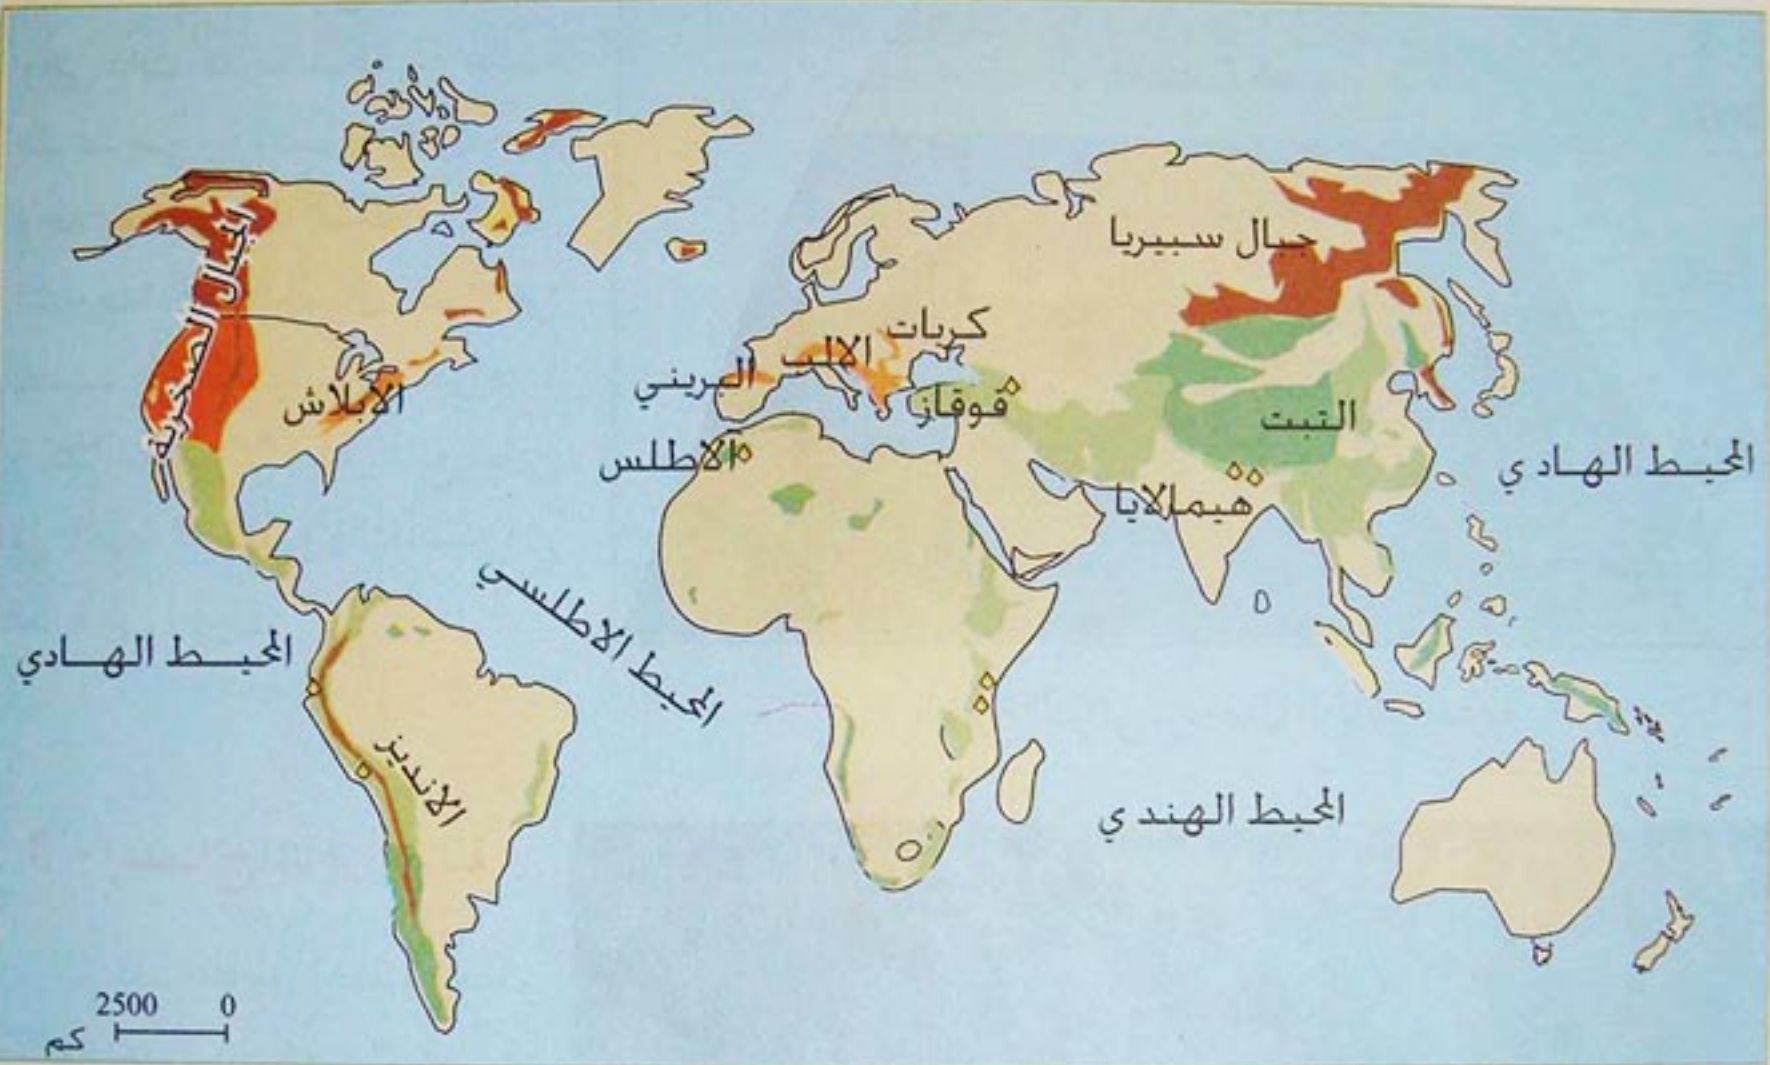 جبال سيبيريا
الجبال الصخرية
كربات
الالب
البريني
الابلاش
قوقاز
التبت
الاطلس
المحيط الهادي
هيمالايا
المحيط الاطلسي
المحيط الهادي
الانديز
المحيط الهندي
2500 0
كم